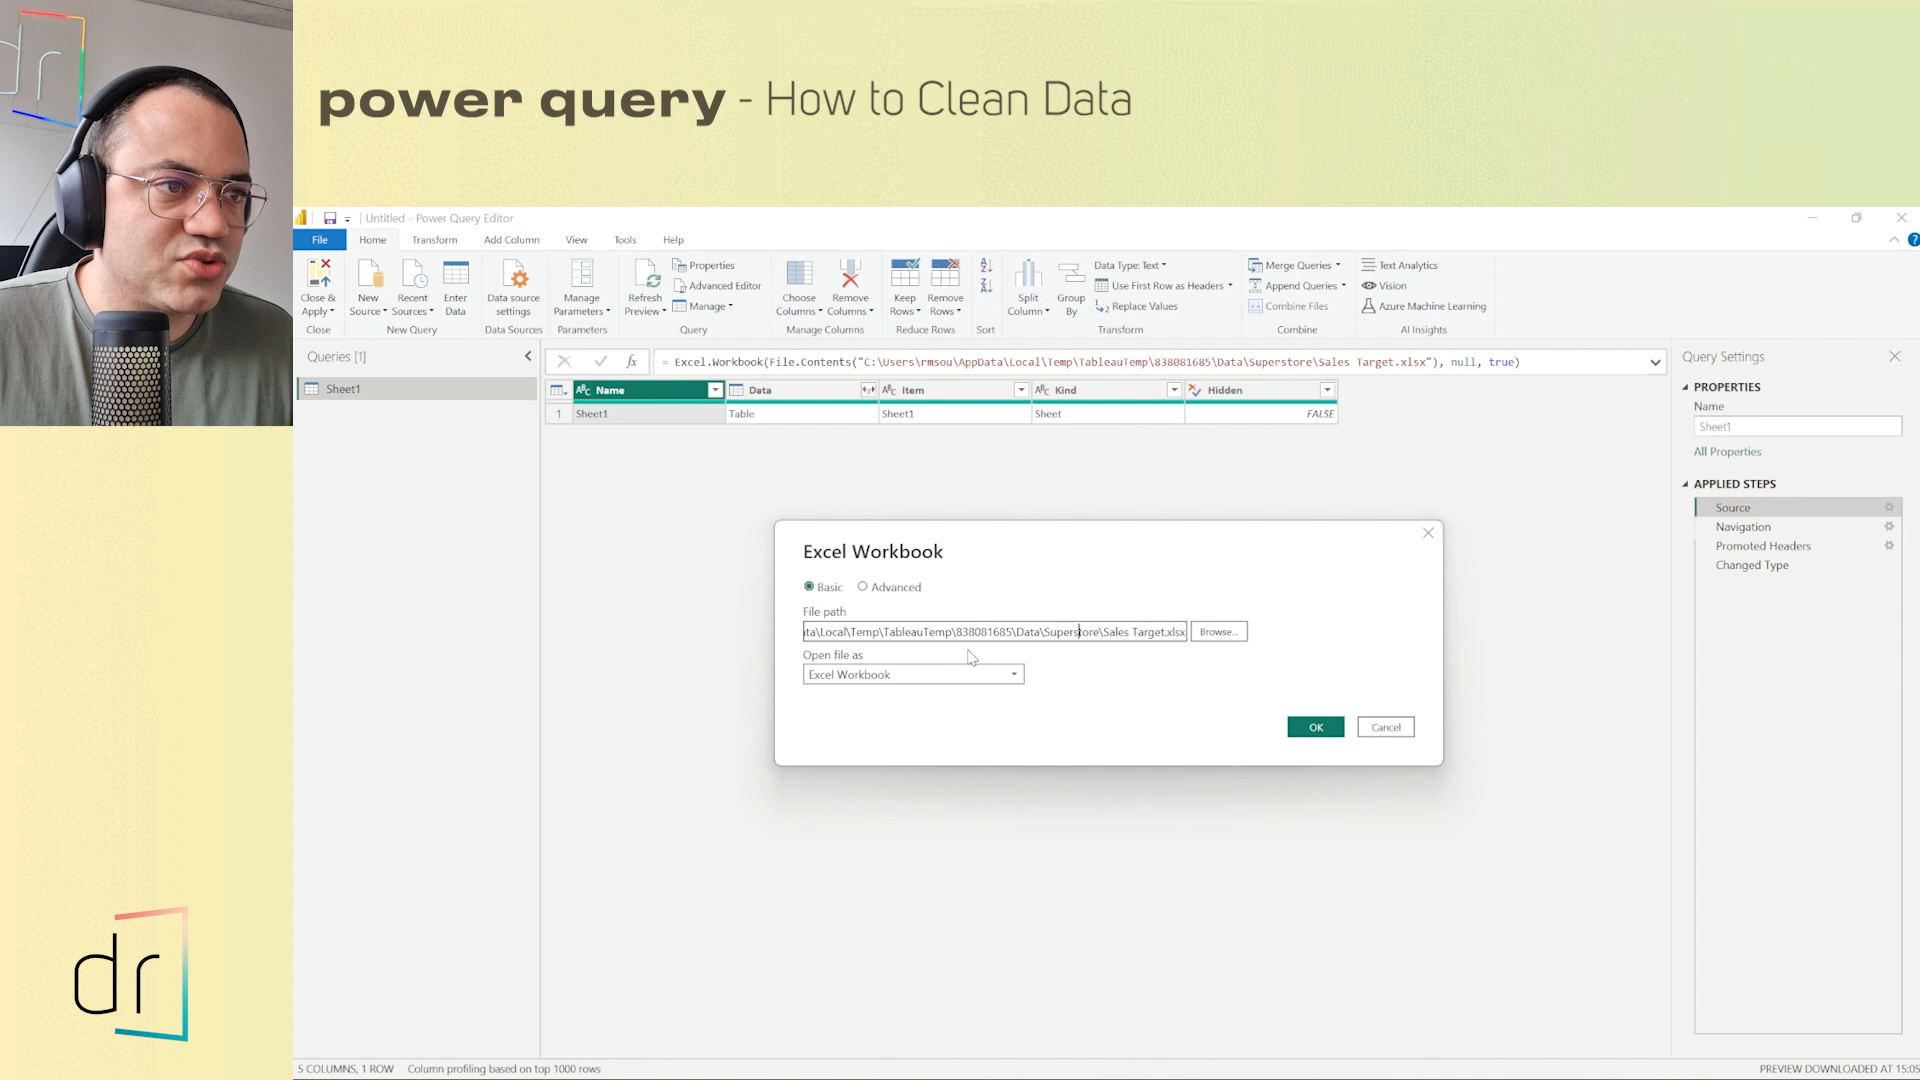 dr
power query - How to Clean Data
Untitled - Power Query Editor
File Home Transform Add Column View Tools Help
Close & Apply
Close
New Source
Recent Sources
Enter Data
New Query
Data source settings
Data Sources
Manage Parameters
Parameters
Refresh Preview
Properties
Advanced Editor
Manage
Query
Choose Columns
Remove Columns
Manage Columns
Keep Rows
Remove Rows
Reduce Rows
Sort
Split Column
Group By
Data Type: Text
Use First Row as Headers
Replace Values
Transform
Merge Queries
Append Queries
Combine Files
Combine
Text Analytics
Vision
Azure Machine Learning
AI Insights
Queries [1]
Sheet1
fx = Excel.Workbook(File.Contents("C:\Users\rmsou\AppData\Local\Temp\TableauTemp\838081685\Data\Superstore\Sales Target.xlsx"), null, true)
Name Data Item Kind Hidden
1 Sheet1 Table Sheet1 Sheet FALSE
Excel Workbook
Basic Advanced
File path
ta\Local\Temp\TableauTemp\838081685\Data\Superstore\Sales Target.xlsx Browse...
Open file as
Excel Workbook
OK Cancel
Query Settings
PROPERTIES
Name
Sheet1
All Properties
APPLIED STEPS
Source
Navigation
Promoted Headers
Changed Type
dr
5 COLUMNS, 1 ROW Column profiling based on top 1000 rows
PREVIEW DOWNLOADED AT 15:05